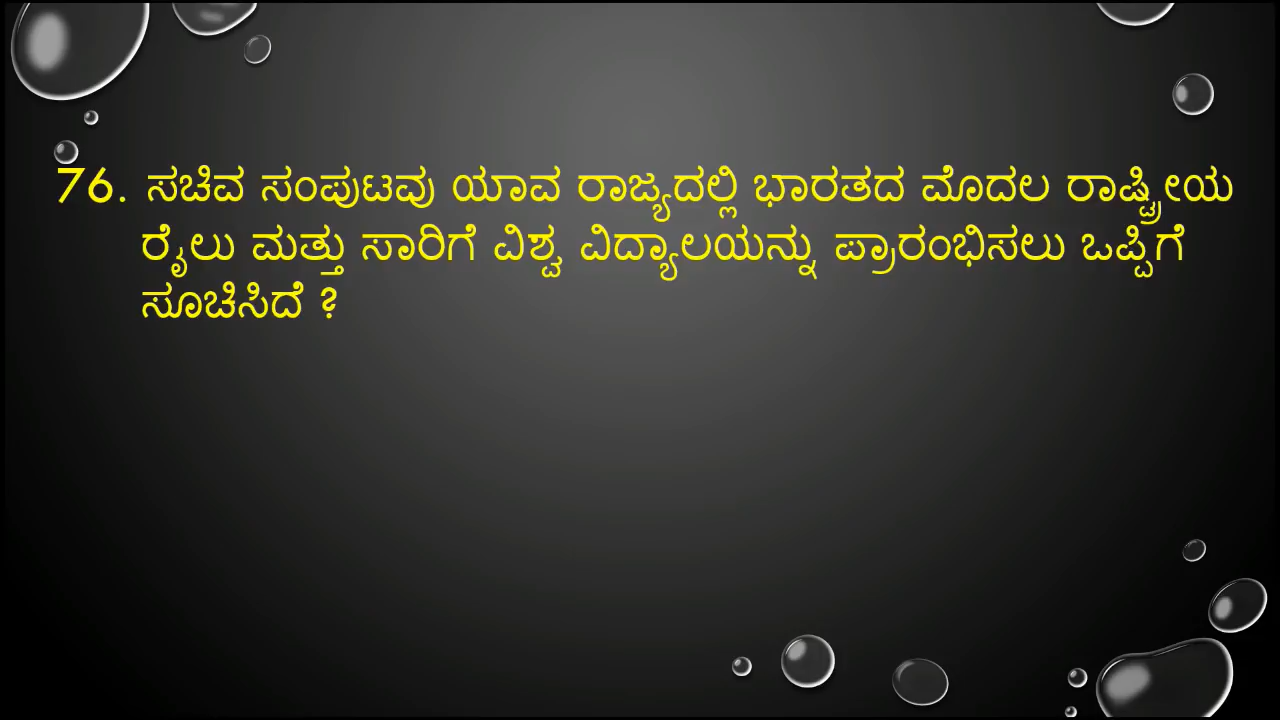 76. ಸಚಿವ ಸಂಪುಟವು ಯಾವ ರಾಜ್ಯದಲ್ಲಿ ಭಾರತದ ಮೊದಲ ರಾಷ್ಟ್ರೀಯ
ರೈಲು ಮತ್ತು ಸಾರಿಗೆ ವಿಶ್ವ ವಿದ್ಯಾಲಯನ್ನು ಪ್ರಾರಂಭಿಸಲು ಒಪ್ಪಿಗೆ
ಸೂಚಿಸಿದೆ ?